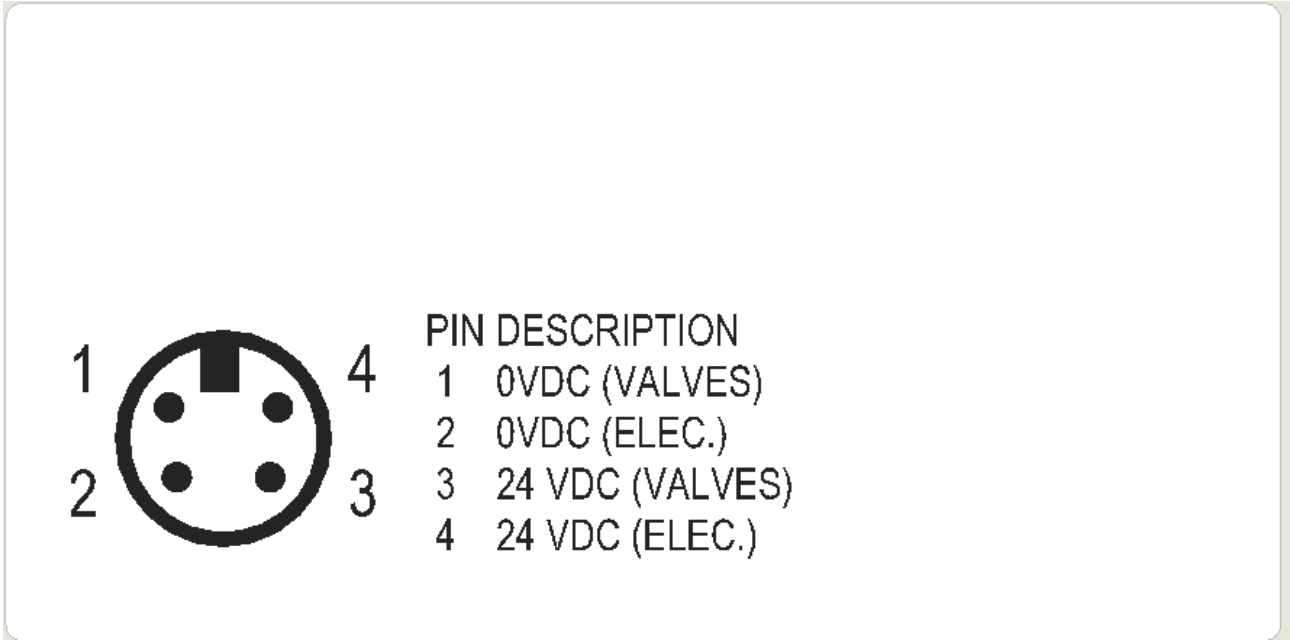 PIN DESCRIPTION
1 4
1 0VDC (VALVES)
2 0VDC (ELEC.)
2 3
3 24 VDC (VALVES)
4 24 VDC (ELEC.)